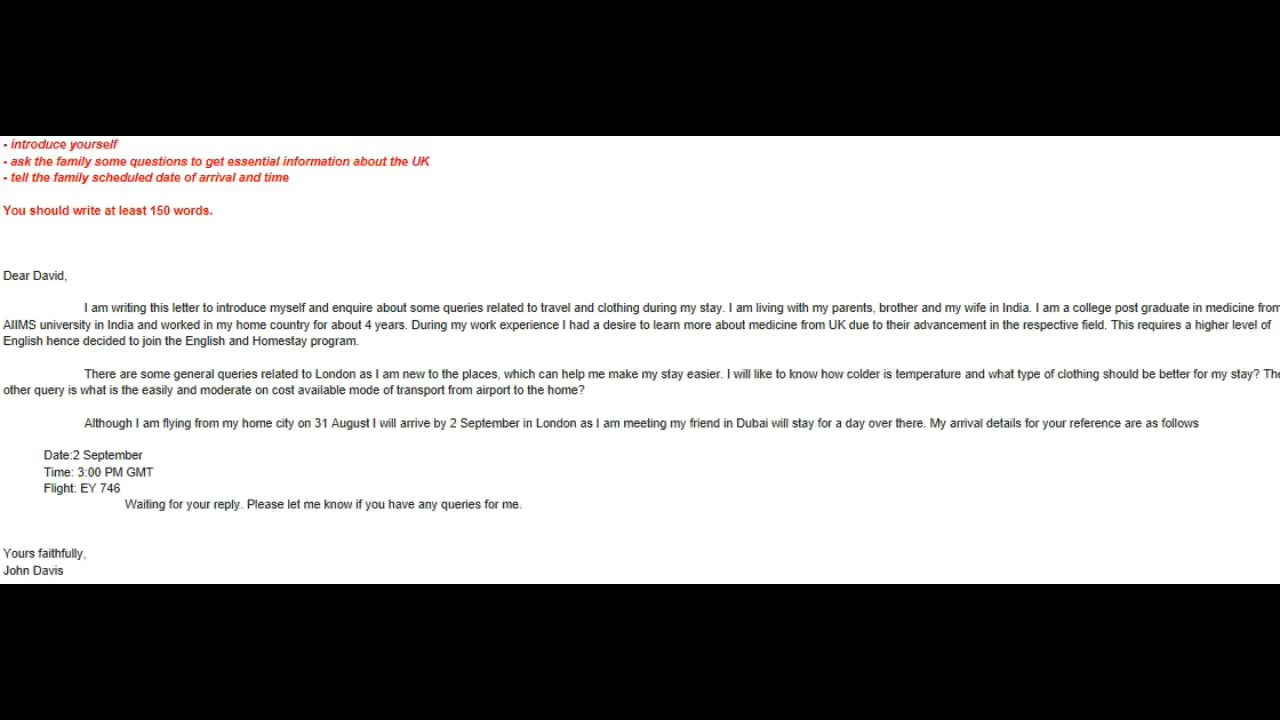 - introduce yourself
- ask the family some questions to get essential information about the UK
- tell the family scheduled date of arrival and time
You should write at least 150 words.
Dear David,
I am writing this letter to introduce myself and enquire about some queries related to travel and clothing during my stay. I am living with my parents, brother and my wife in India. I am a college post graduate in medicine from
AIIMS university in India and worked in my home country for about 4 years. During my work experience I had a desire to learn more about medicine from UK due to their advancement in the respective field. This requires a higher level of
English hence decided to join the English and Homestay program.
There are some general queries related to London as I am new to the places, which can help me make my stay easier. I will like to know how colder is temperature and what type of clothing should be better for my stay? The
other query is what is the easily and moderate on cost available mode of transport from airport to the home?
Although I am flying from my home city on 31 August I will arrive by 2 September in London as I am meeting my friend in Dubai will stay for a day over there. My arrival details for your reference are as follows
Date:2 September
Time: 3:00 PM GMT
Flight: EY 746
Waiting for your reply. Please let me know if you have any queries for me.
Yours faithfully,
John Davis